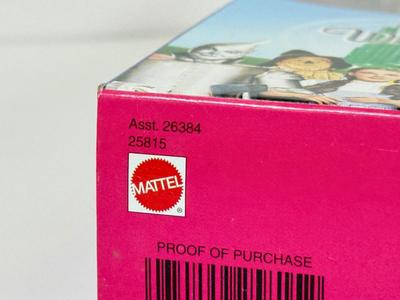 Asst. 26384
25815
MATTEL
®
PROOF OF PURCHASE